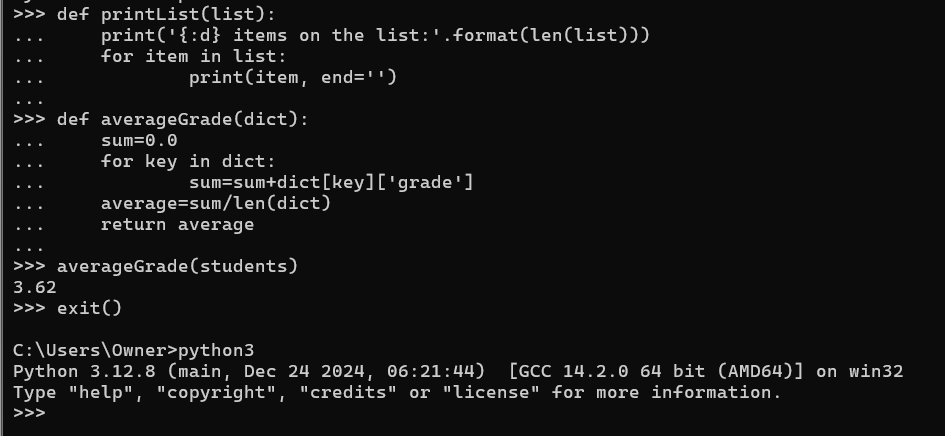 >>> def printList(list):
...     print('{:d} items on the list:'.format(len(list)))
...     for item in list:
...             print(item, end='')
...
>>> def averageGrade(dict):
...     sum=0.0
...     for key in dict:
...             sum=sum+dict[key]['grade']
...     average=sum/len(dict)
...     return average
...
>>> averageGrade(students)
3.62
>>> exit()

C:\Users\Owner>python3
Python 3.12.8 (main, Dec 24 2024, 06:21:44)  [GCC 14.2.0 64 bit (AMD64)] on win32
Type "help", "copyright", "credits" or "license" for more information.
>>>